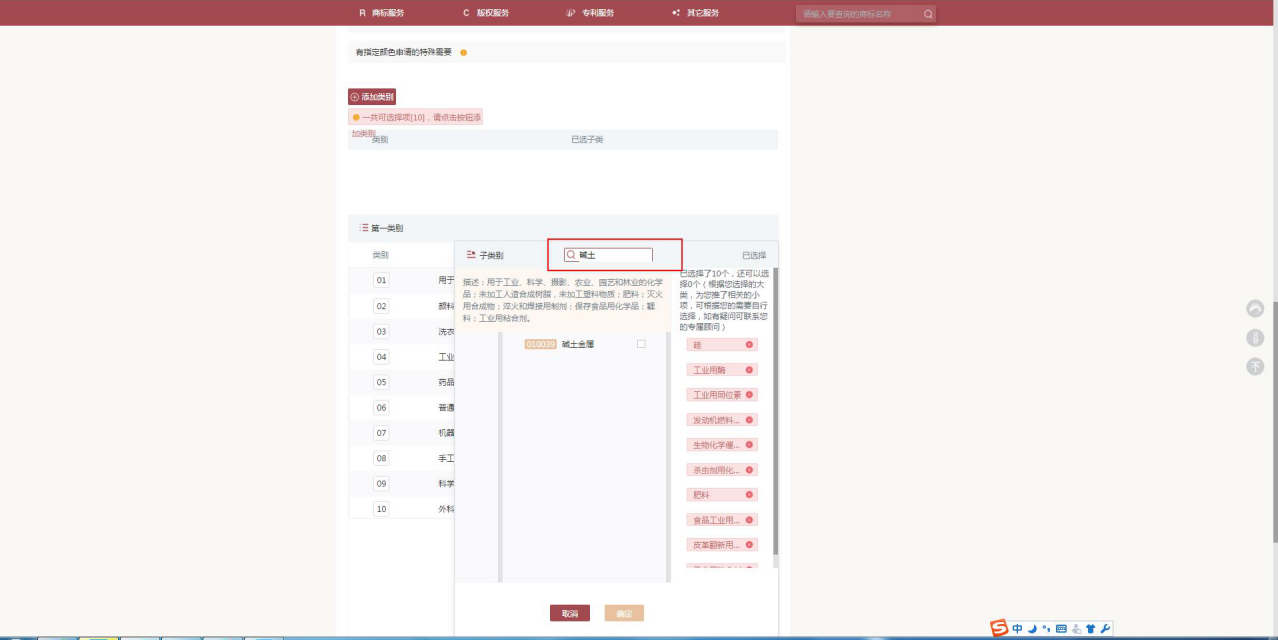 R 商标服务
C 版权服务
专利服务
其它服务
请输入要查询的商标名称
有指定颜色申请的特殊需要
添加类别
一共可选择项[10]，请点击按钮添
加类别
类别
已选子类
第一类别
类别
子类别
碱土
已选择
01
用于
02
颜料
03
洗衣
04
工业
05
药品
06
普通
07
机器
08
手工
09
科学
10
外科
描述：用于工业、科学、摄影、农业、园艺和林业的化学
品；未加工人造合成树脂，未加工塑料物质；肥料；灭火
用合成物；淬火和焊接用制剂；保存食品用化学品；鞣
料；工业用粘合剂。
010039 碱土金属
已选择了10个，还可以选
择0个（根据您选择的大
类，为您推了相关的小
项，可根据您的需要自行
选择，如有疑问可联系您
的专属顾问）
硅
工业用酶
工业用同位素
发动机燃料...
生物化学催...
杀虫剂用化...
肥料
食品工业用...
皮革翻新用...
取消
确定
中